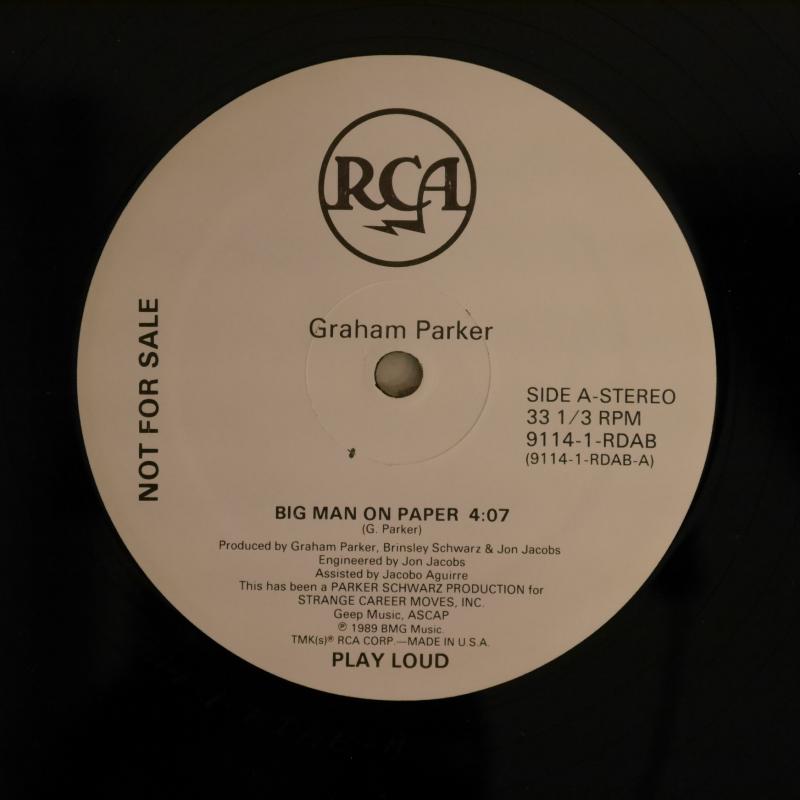 RCA
Graham Parker
NOT FOR SALE
SIDE A-STEREO
33 1/3 RPM
9114-1-RDAB
(9114-1-RDAB-A)
BIG MAN ON PAPER 4:07
(G. Parker)
Produced by Graham Parker, Brinsley Schwarz & Jon Jacobs
Engineered by Jon Jacobs
Assisted by Jacobo Aguirre
This has been a PARKER SCHWARZ PRODUCTION for
STRANGE CAREER MOVES, INC.
Geep Music, ASCAP
℗ 1989 BMG Music.
TMK(s)® RCA CORP.—MADE IN U.S.A.
PLAY LOUD